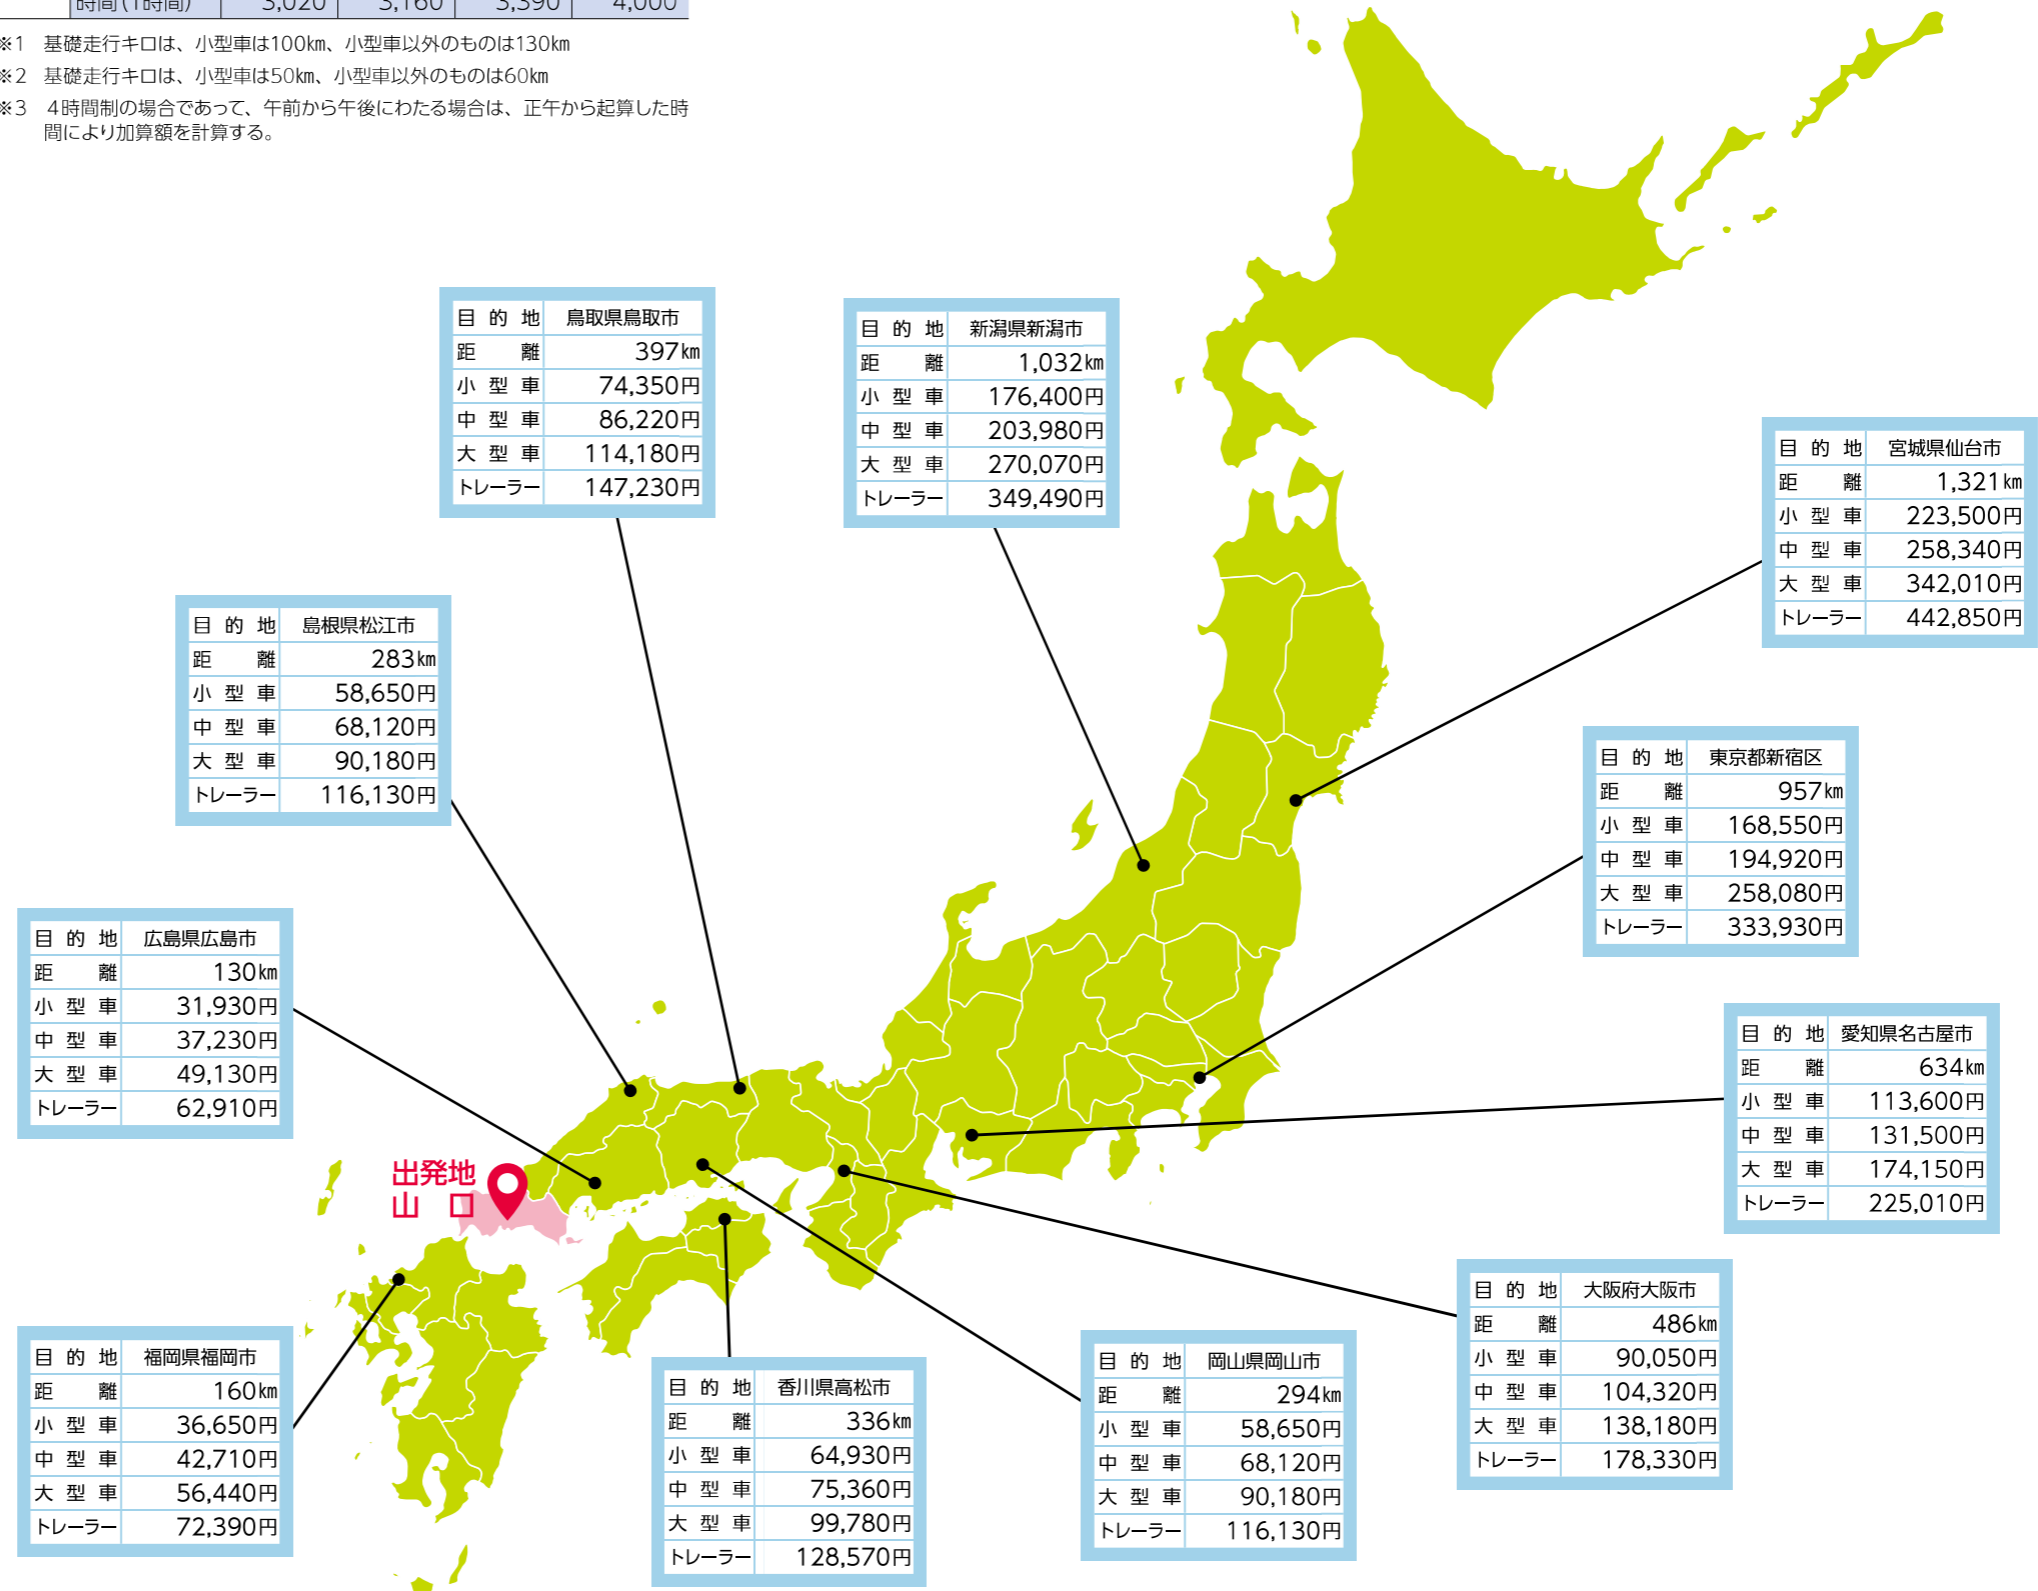 時間(1時間) 3,020 3,160 3,390 4,000
※1 基礎走行キロは、小型車は100㎞、小型車以外のものは130㎞
※2 基礎走行キロは、小型車は50㎞、小型車以外のものは60㎞
※3 4時間制の場合であって、午前から午後にわたる場合は、正午から起算した時
間により加算額を計算する。
目的地 鳥取県鳥取市
距離 397㎞
小型車 74,350円
中型車 86,220円
大型車 114,180円
トレーラー 147,230円
目的地 新潟県新潟市
距離 1,032㎞
小型車 176,400円
中型車 203,980円
大型車 270,070円
トレーラー 349,490円
目的地 宮城県仙台市
距離 1,321㎞
小型車 223,500円
中型車 258,340円
大型車 342,010円
トレーラー 442,850円
目的地 島根県松江市
距離 283㎞
小型車 58,650円
中型車 68,120円
大型車 90,180円
トレーラー 116,130円
目的地 東京都新宿区
距離 957㎞
小型車 168,550円
中型車 194,920円
大型車 258,080円
トレーラー 333,930円
目的地 広島県広島市
距離 130㎞
小型車 31,930円
中型車 37,230円
大型車 49,130円
トレーラー 62,910円
目的地 愛知県名古屋市
距離 634㎞
小型車 113,600円
中型車 131,500円
大型車 174,150円
トレーラー 225,010円
出発地
山口
目的地 大阪府大阪市
距離 486㎞
小型車 90,050円
中型車 104,320円
大型車 138,180円
トレーラー 178,330円
目的地 福岡県福岡市
距離 160㎞
小型車 36,650円
中型車 42,710円
大型車 56,440円
トレーラー 72,390円
目的地 香川県高松市
距離 336㎞
小型車 64,930円
中型車 75,360円
大型車 99,780円
トレーラー 128,570円
目的地 岡山県岡山市
距離 294㎞
小型車 58,650円
中型車 68,120円
大型車 90,180円
トレーラー 116,130円